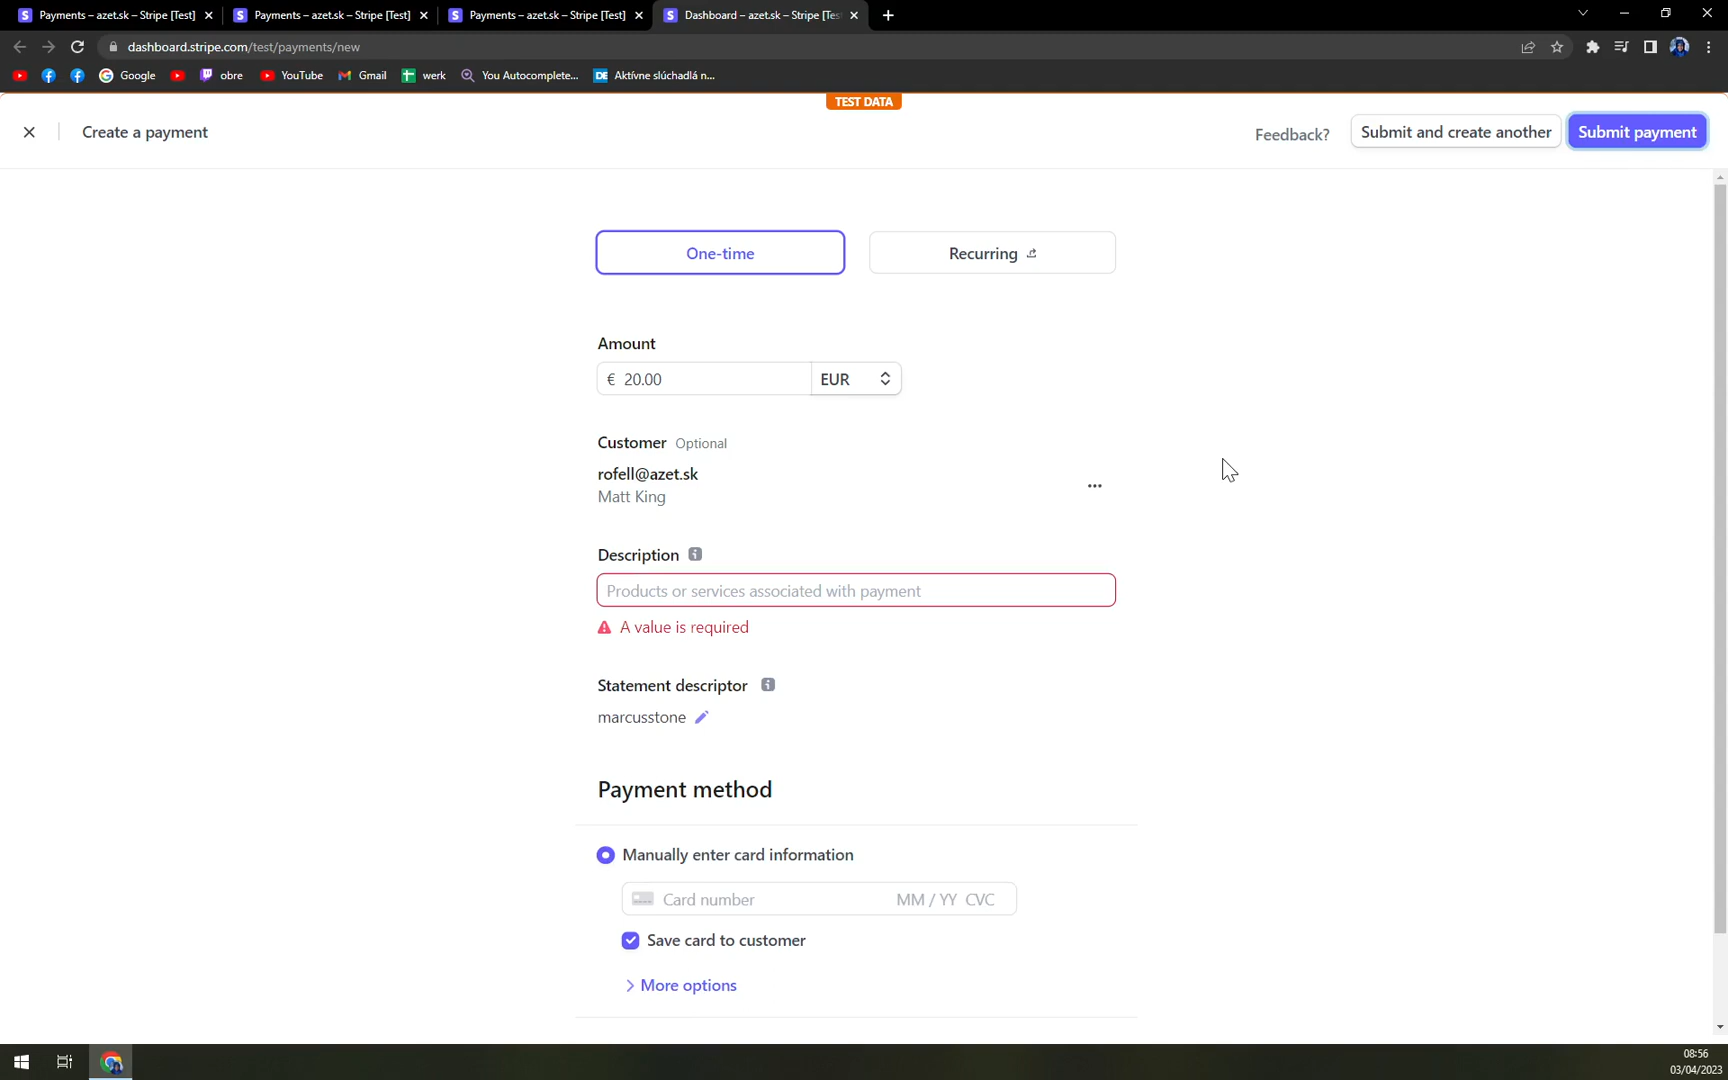 Payments – azet.sk – Stripe [Test]
Payments – azet.sk – Stripe [Test]
Payments – azet.sk – Stripe [Test]
Dashboard – azet.sk – Stripe [Tes
dashboard.stripe.com/test/payments/new
Google
obre
YouTube
Gmail
werk
You Autocomplete...
DE Aktívne slúchadlá n...
TEST DATA
Create a payment
Feedback?
Submit and create another
Submit payment
One-time
Recurring
Amount
€ 20.00
EUR
Customer Optional
rofell@azet.sk
Matt King
Description
Products or services associated with payment
A value is required
Statement descriptor
marcusstone
Payment method
Manually enter card information
Card number MM / YY CVC
Save card to customer
More options
08:56
03/04/2023